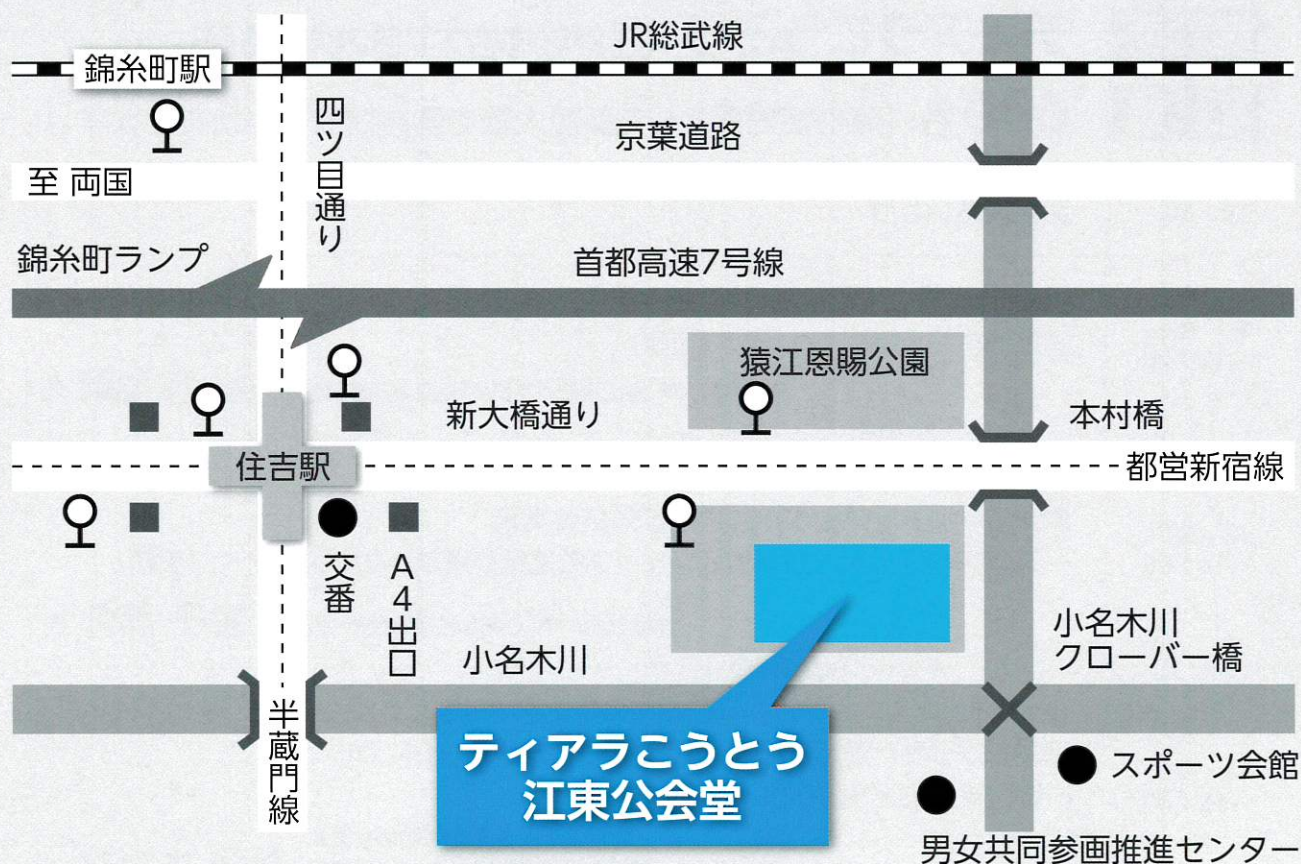 JR総武線
錦糸町駅
四ツ目通り
京葉道路
至 両国
錦糸町ランプ
首都高速7号線
猿江恩賜公園
新大橋通り
本村橋
住吉駅
都営新宿線
交番
A4出口
小名木川
小名木川
クローバー橋
半蔵門線
ティアラこうとう
江東公会堂
スポーツ会館
男女共同参画推進センター